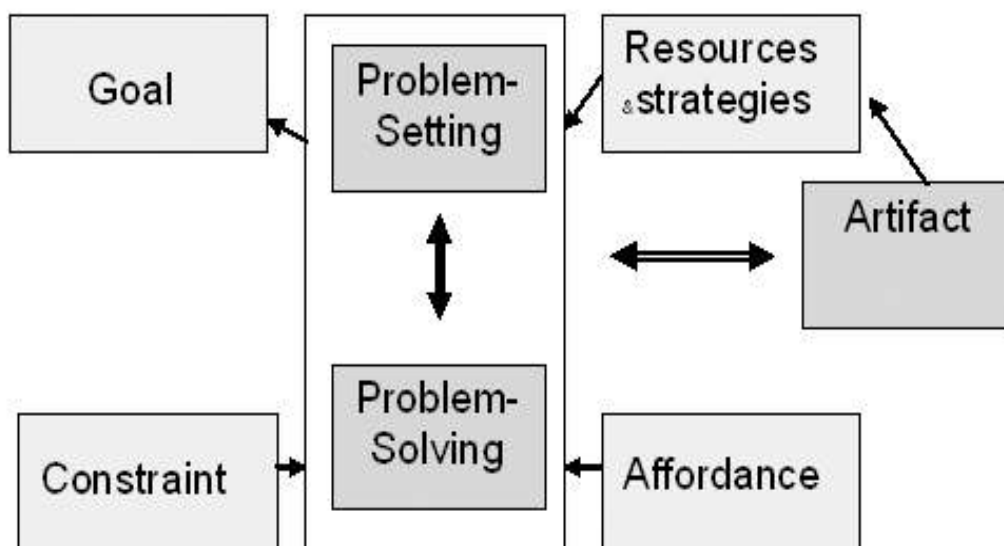 Goal
Problem-
Setting
Resources
&strategies
Artifact
Constraint
Problem-
Solving
Affordance